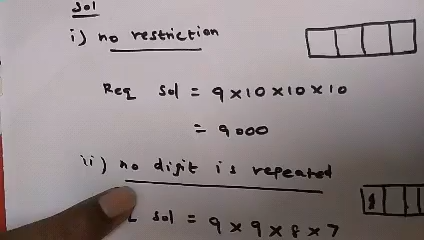 Sol
i) no restriction
Req Sol = 9 × 10 × 10 × 10
= 9000
ii) no digit is repeated
Sol = 9 × 9 × 8 × 7